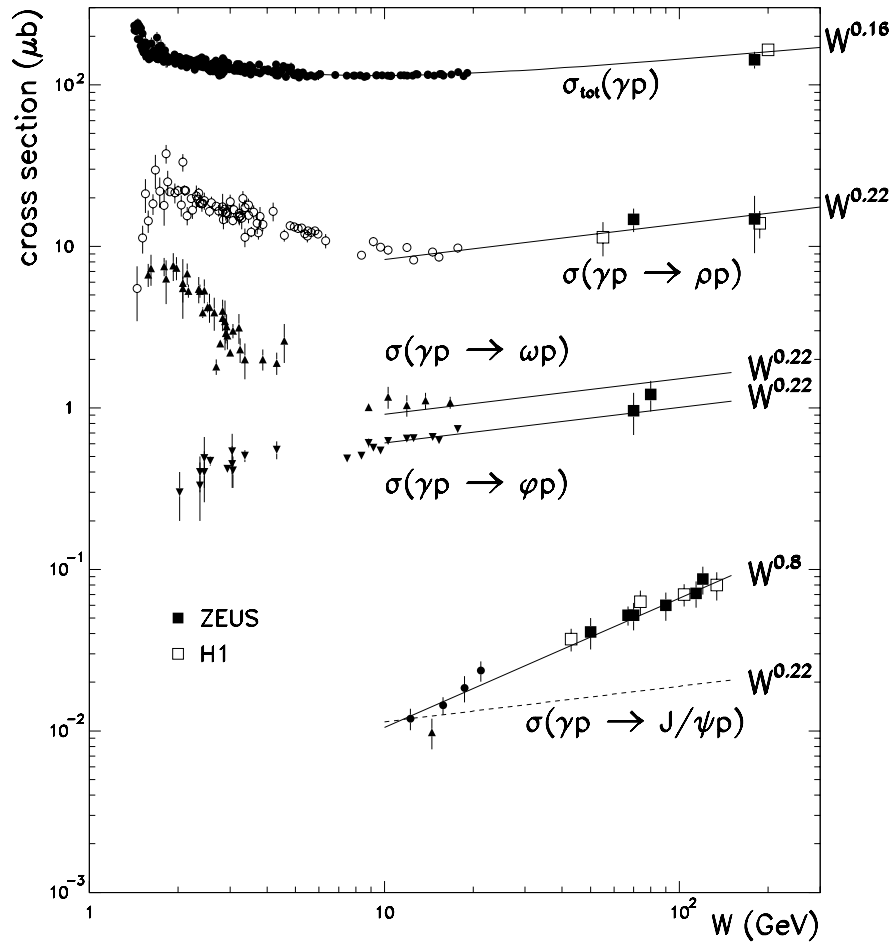 cross section (μb)
W^0.16
10^2
σ_tot(γp)
W^0.22
10
σ(γp → ρp)
σ(γp → ωp)
W^0.22
W^0.22
1
σ(γp → φp)
10^-1
W^0.8
■ ZEUS
□ H1
W^0.22
10^-2
σ(γp → J/ψp)
10^-3
1 10 10^2
W (GeV)